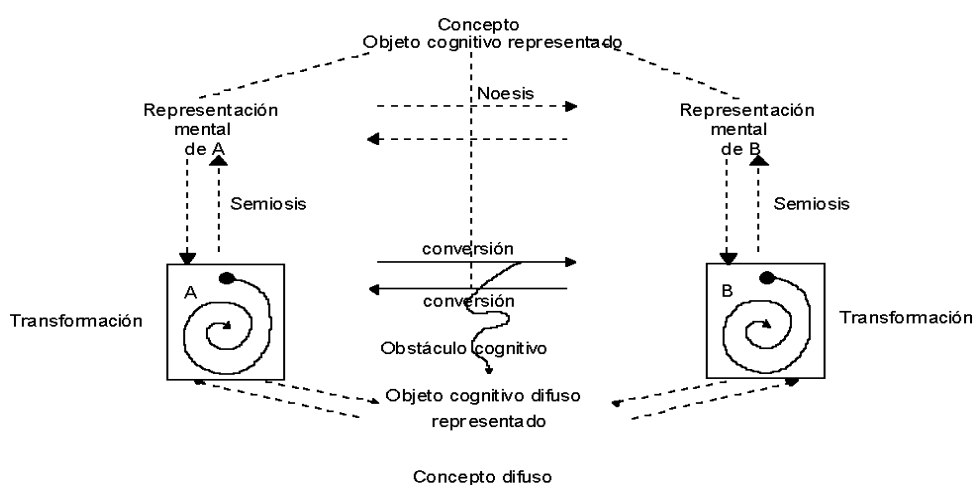 Concepto
Objeto cognitivo representado
Noesis
Representación
mental
de A
Representación
mental
de B
Semiosis
Semiosis
conversión
A
B
conversión
Transformación
Transformación
Obstáculo cognitivo
Objeto cognitivo difuso
representado
Concepto difuso